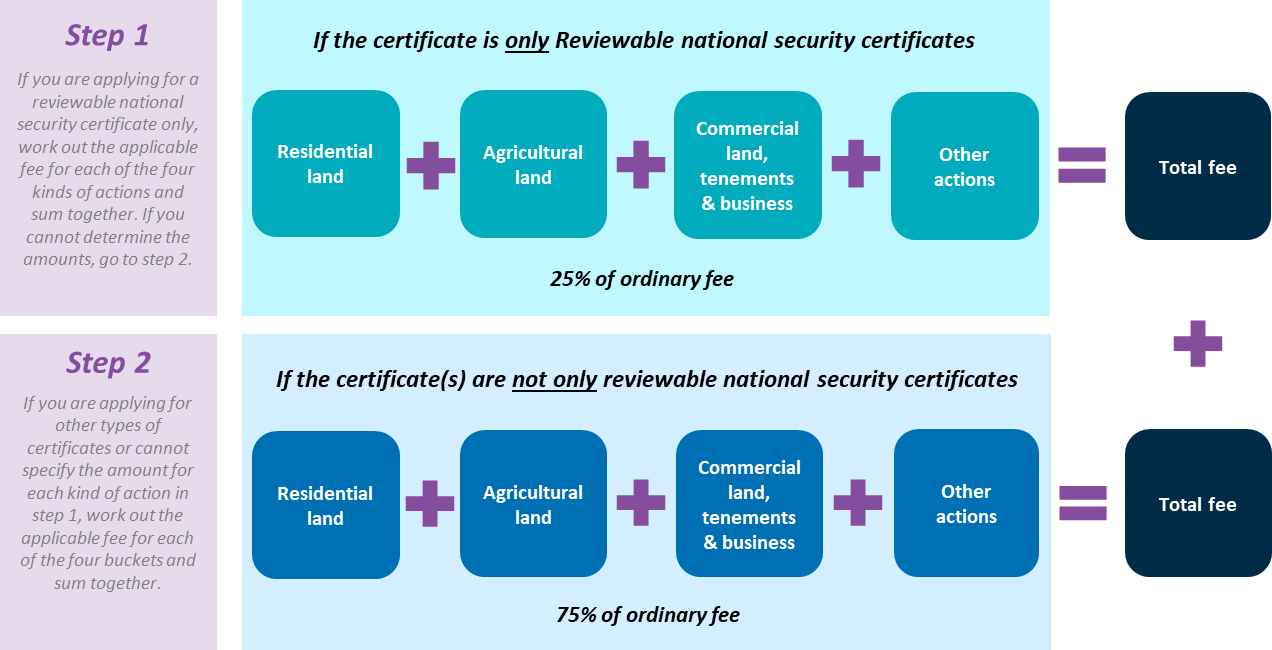 Step 1
If you are applying for a
reviewable national
security certificate only,
work out the applicable
fee for each of the four
kinds of actions and
sum together. If you
cannot determine the
amounts, go to step 2.
If the certificate is only Reviewable national security certificates
Residential
land
Agricultural
land
Commercial
land,
tenements
& business
Other
actions
Total fee
25% of ordinary fee
Step 2
If you are applying for
other types of
certificates or cannot
specify the amount for
each kind of action in
step 1, work out the
applicable fee for each
of the four buckets and
sum together.
If the certificate(s) are not only reviewable national security certificates
Residential
land
Agricultural
land
Commercial
land,
tenements
& business
Other
actions
Total fee
75% of ordinary fee